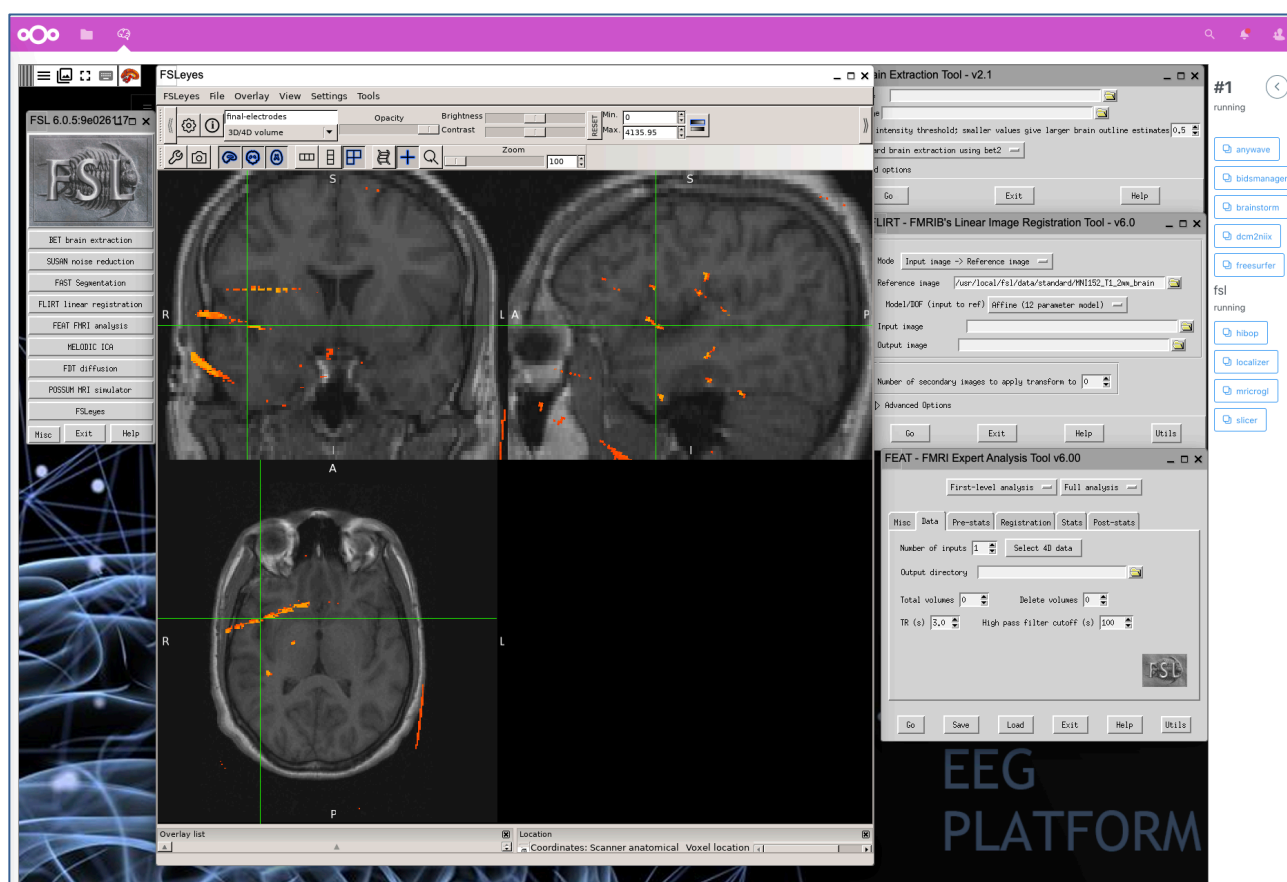 FSLeyes
FSLeyes File Overlay View Settings Tools
final-electrodes
3D/4D volume
Opacity
Brightness
Contrast
RESET
Min. 0
Max. 4135.95
Zoom
100
S
R
L
I
S
A
P
I
A
R
L
P
Overlay list
Location
Coordinates: Scanner anatomical Voxel location
FSL 6.0.5:9e026117
FSL
BET brain extraction
SUSAN noise reduction
FAST Segmentation
FLIRT linear registration
FEAT FMRI analysis
MELODIC ICA
FDT diffusion
POSSUM MRI simulator
FSLeyes
Misc Exit Help
ain Extraction Tool - v2.1
intensity threshold; smaller values give larger brain outline estimates 0.5
ard brain extraction using bet2
d options
Go Exit Help
FLIRT - FMRIB's Linear Image Registration Tool - v6.0
Mode Input image -> Reference image
Reference image /usr/local/fsl/data/standard/MNI152_T1_2mm_brain
Model/DOF (input to ref) Affine (12 parameter model)
Input image
Output image
Number of secondary images to apply transform to 0
Advanced Options
Go Exit Help Utils
FEAT - FMRI Expert Analysis Tool v6.00
First-level analysis Full analysis
Misc Data Pre-stats Registration Stats Post-stats
Number of inputs 1 Select 4D data
Output directory
Total volumes 0 Delete volumes 0
TR (s) 3.0 High pass filter cutoff (s) 100
FSL
Go Save Load Exit Help Utils
EEG
PLATFORM
#1
running
anywave
bidsmanager
brainstorm
dcm2niix
freesurfer
fsl
running
hibop
localizer
mricrogl
slicer